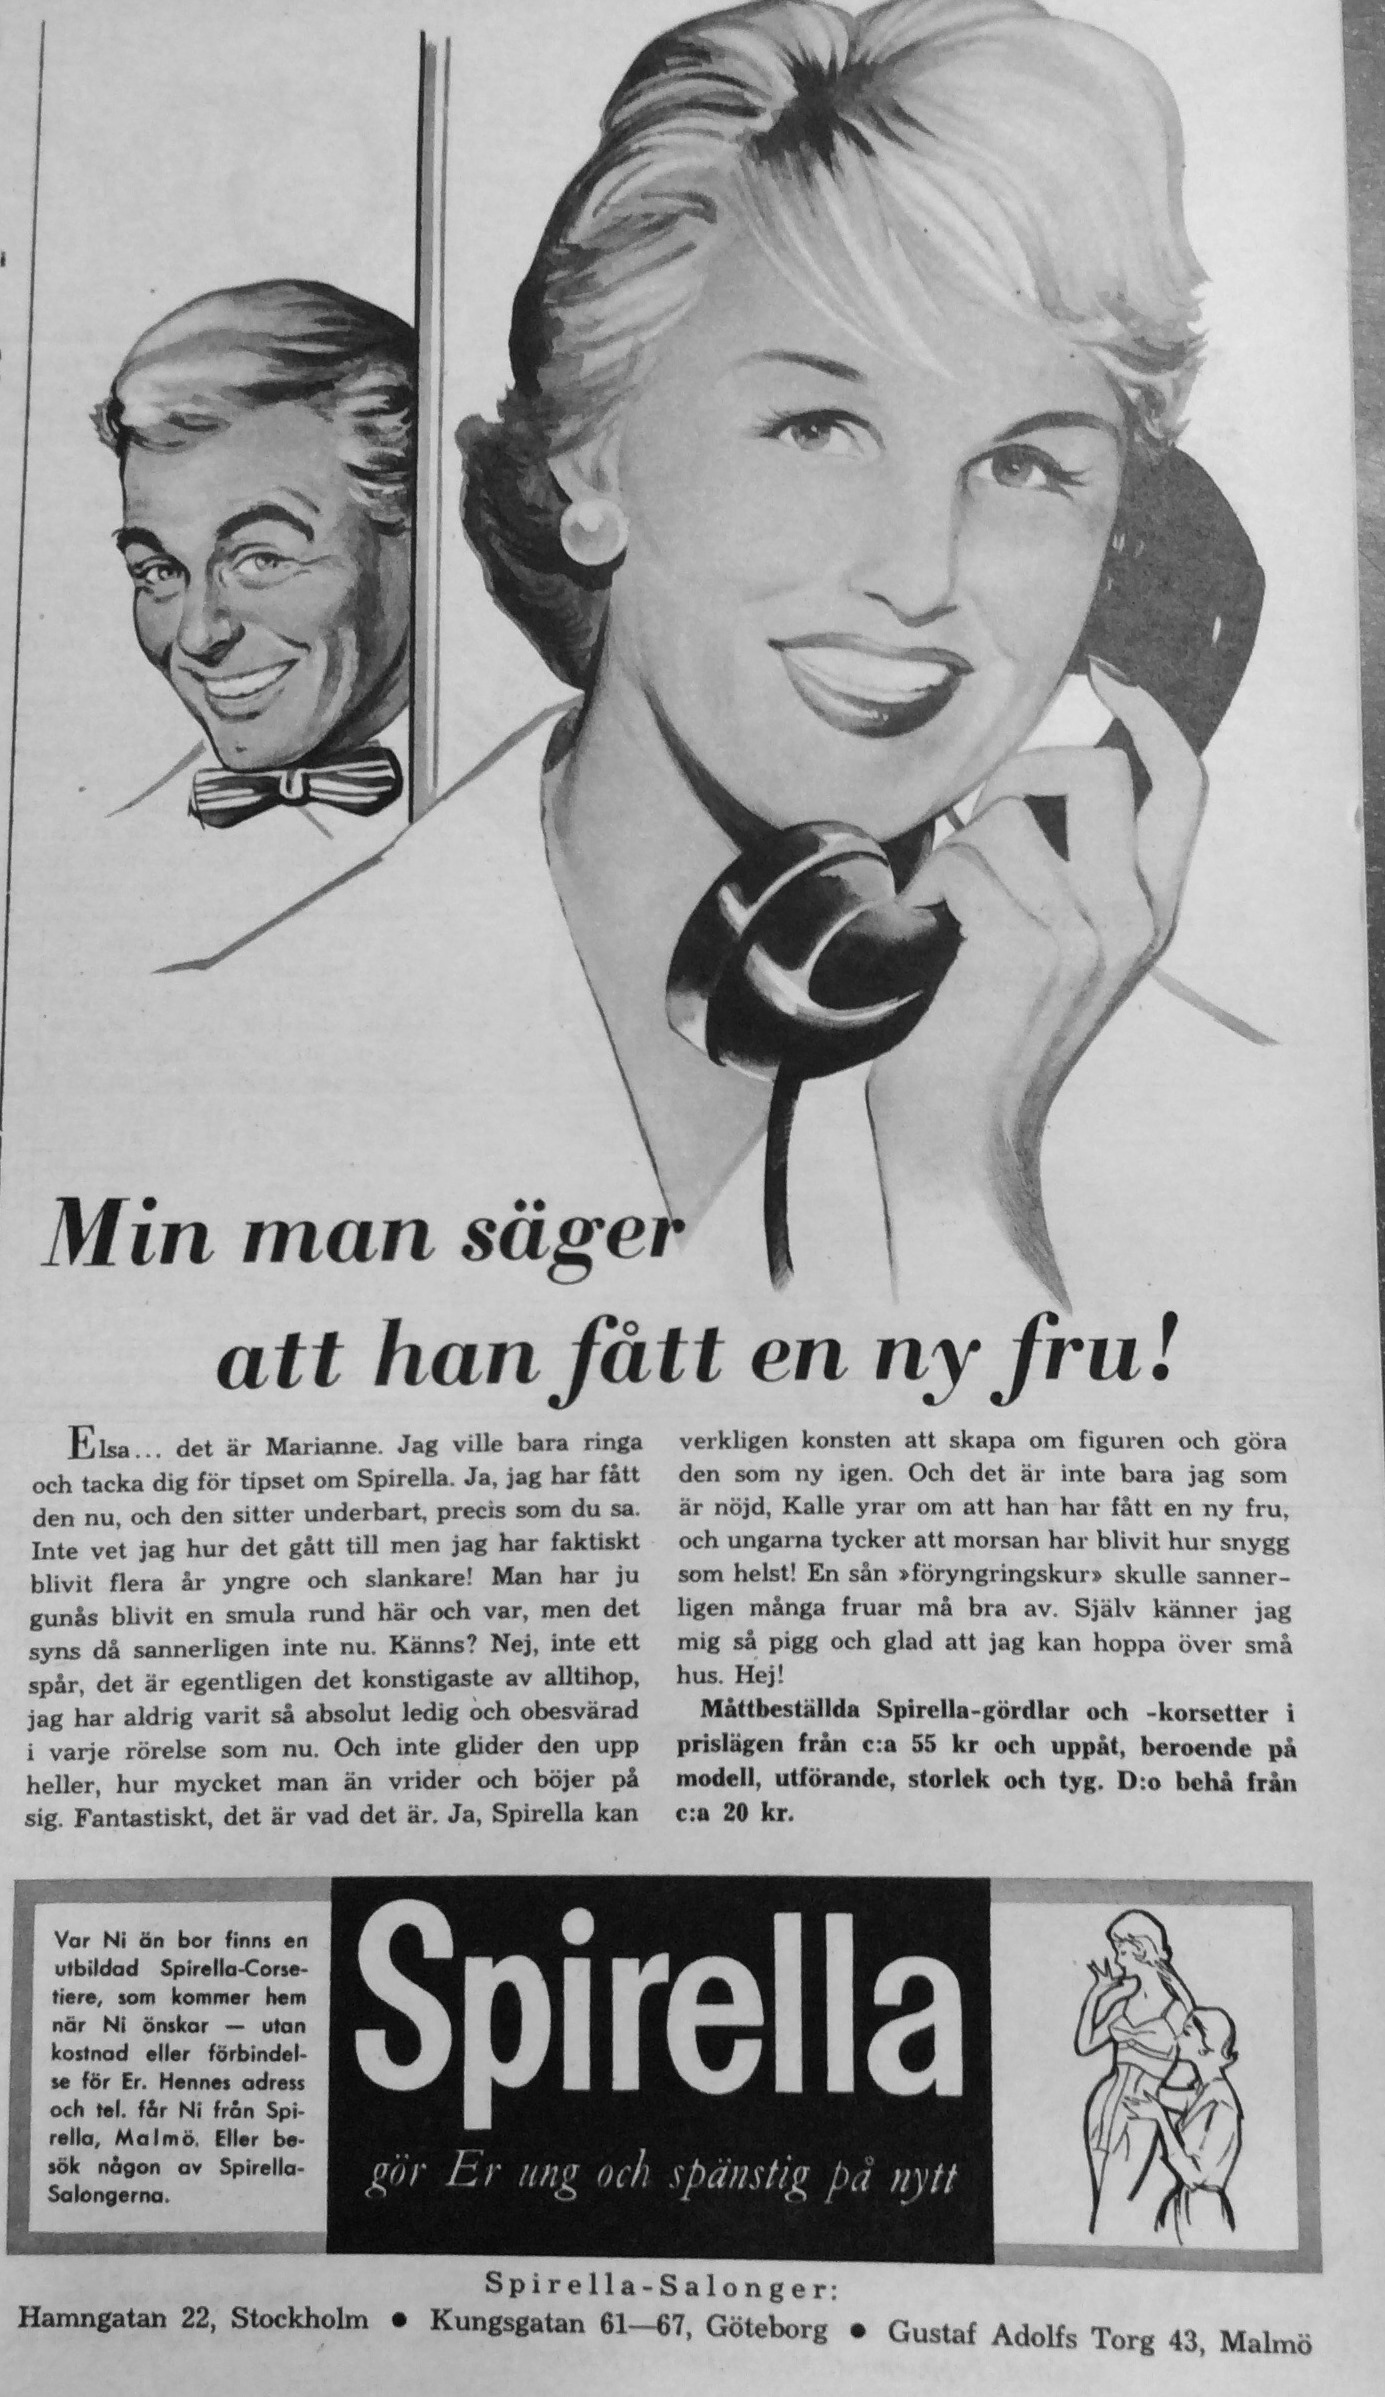 Min man säger
att han fått en ny fru!
Elsa... det är Marianne. Jag ville bara ringa
och tacka dig för tipset om Spirella. Ja, jag har fått
den nu, och den sitter underbart, precis som du sa.
Inte vet jag hur det gått till men jag har faktiskt
blivit flera år yngre och slankare! Man har ju
gunås blivit en smula rund här och var, men det
syns då sannerligen inte nu. Känns? Nej, inte ett
spår, det är egentligen det konstigaste av alltihop,
jag har aldrig varit så absolut ledig och obesvärad
i varje rörelse som nu. Och inte glider den upp
heller, hur mycket man än vrider och böjer på
sig. Fantastiskt, det är vad det är. Ja, Spirella kan
verkligen konsten att skapa om figuren och göra
den som ny igen. Och det är inte bara jag som
är nöjd, Kalle yrar om att han har fått en ny fru,
och ungarna tycker att morsan har blivit hur snygg
som helst! En sån »föryngringskur» skulle sanner-
ligen många fruar må bra av. Själv känner jag
mig så pigg och glad att jag kan hoppa över små
hus. Hej!
Måttbeställda Spirella-gördlar och -korsetter i
prislägen från c:a 55 kr och uppåt, beroende på
modell, utförande, storlek och tyg. D:o behå från
c:a 20 kr.
Var Ni än bor finns en
utbildad Spirella-Corse-
tiere, som kommer hem
när Ni önskar — utan
kostnad eller förbindel-
se för Er. Hennes adress
och tel. får Ni från Spi-
rella, Malmö. Eller be-
sök någon av Spirella-
Salongerna.
Spirella
gör Er ung och spänstig på nytt
Spirella-Salonger:
Hamngatan 22, Stockholm ● Kungsgatan 61—67, Göteborg ● Gustaf Adolfs Torg 43, Malmö